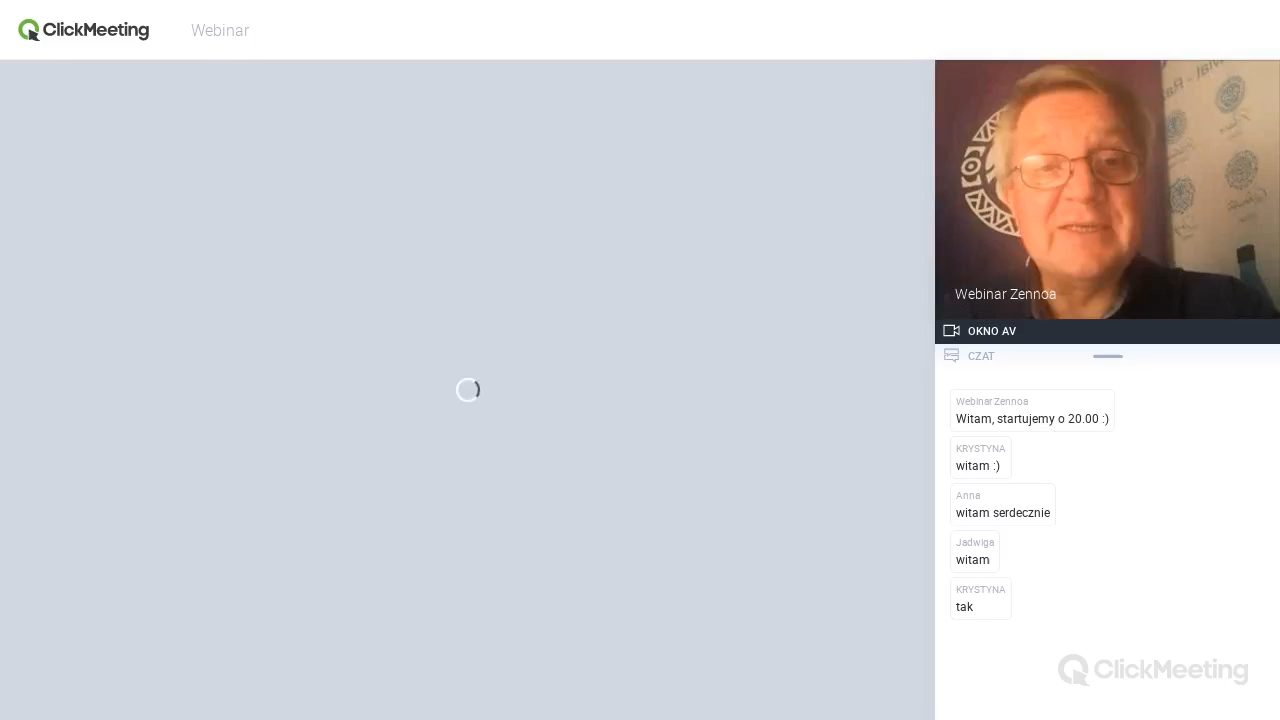 ClickMeeting
Webinar
Webinar Zennoa
OKNO AV
CZAT
Webinar Zennoa
Witam, startujemy o 20.00 :)
KRYSTYNA
witam :)
Anna
witam serdecznie
Jadwiga
witam
KRYSTYNA
tak
ClickMeeting